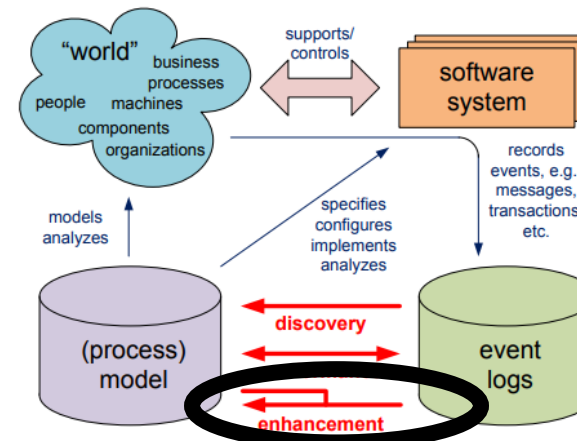 "world"
business
processes
people
machines
components
organizations
supports/
controls
software
system
records
events, e.g.,
messages,
transactions,
etc.
specifies
configures
implements
analyzes
models
analyzes
discovery
(process)
model
event
logs
enhancement